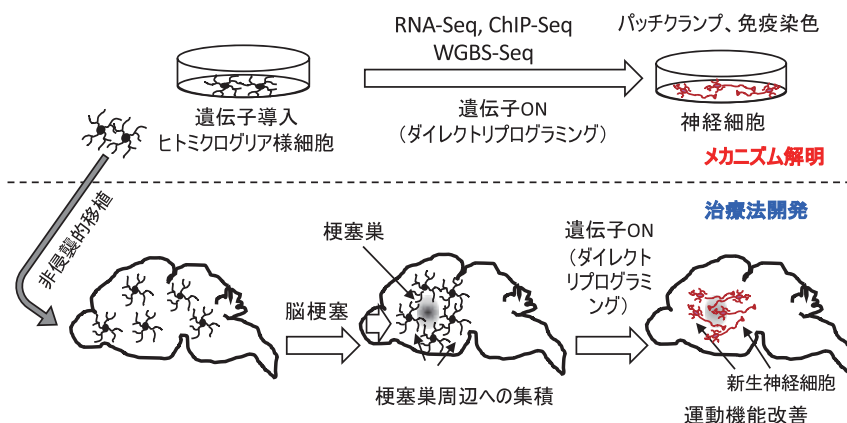 RNA-Seq, ChIP-Seq
WGBS-Seq
パッチクランプ、免疫染色
遺伝子導入
ヒトミクログリア様細胞
遺伝子ON
（ダイレクトリプログラミング）
神経細胞
メカニズム解明
非侵襲的移植
治療法開発
梗塞巣
脳梗塞
梗塞巣周辺への集積
遺伝子ON
（ダイレクト
リプログラミ
ング）
新生神経細胞
運動機能改善